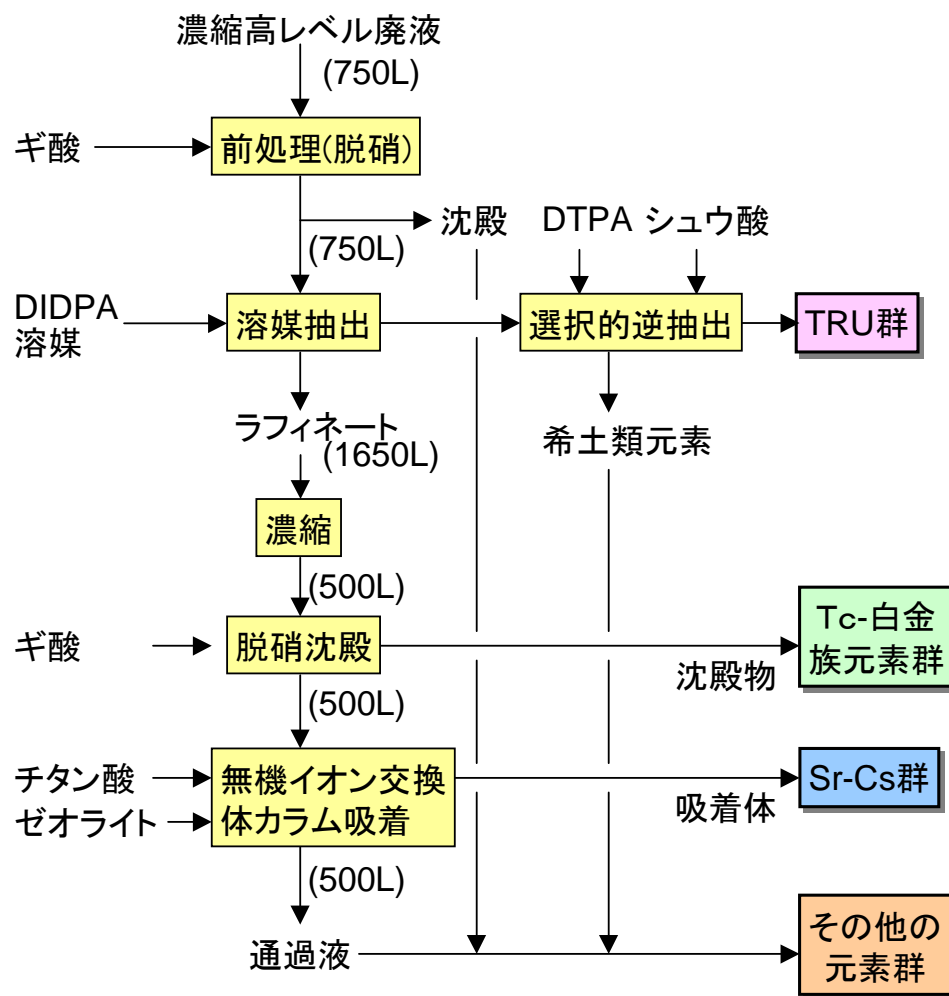 濃縮高レベル廃液
(750L)
ギ酸
前処理(脱硝)
沈殿
DTPA シュウ酸
(750L)
DIDPA
溶媒
溶媒抽出
選択的逆抽出
TRU群
ラフィネート
(1650L)
希土類元素
濃縮
(500L)
ギ酸
脱硝沈殿
沈殿物
Tc-白金
族元素群
(500L)
チタン酸
ゼオライト
無機イオン交換
体カラム吸着
吸着体
Sr-Cs群
(500L)
通過液
その他の
元素群